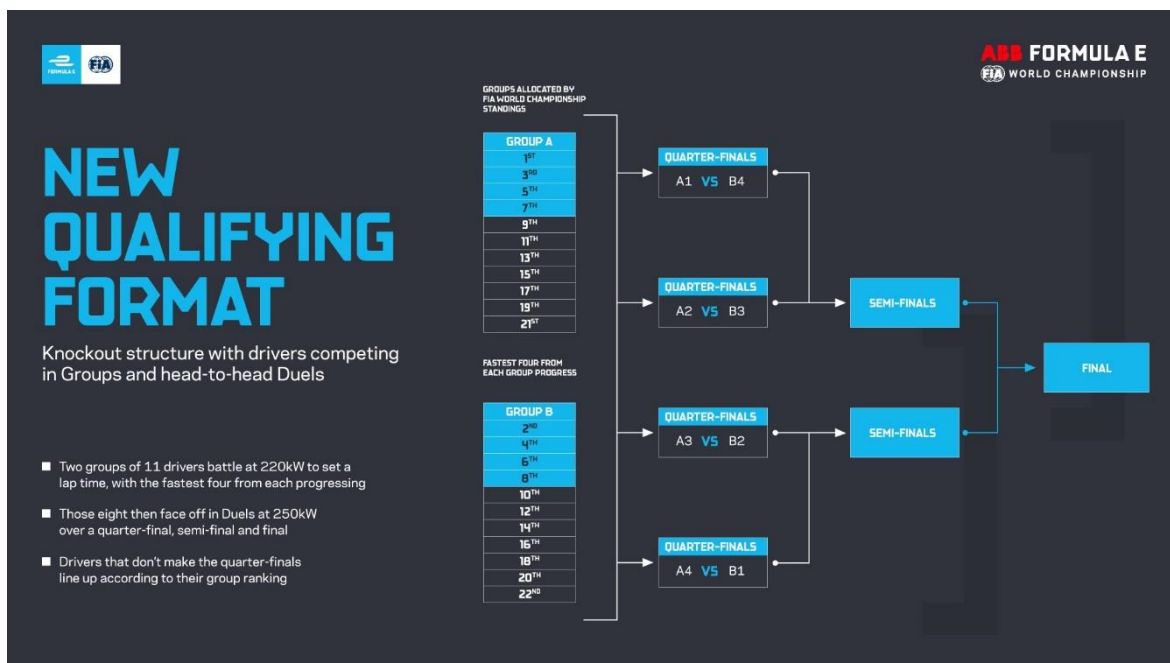 FORMULA E
FIA
ABB FORMULA E
FIA WORLD CHAMPIONSHIP
NEW
QUALIFYING
FORMAT
Knockout structure with drivers competing
in Groups and head-to-head Duels
■ Two groups of 11 drivers battle at 220kW to set a
lap time, with the fastest four from each progressing
■ Those eight then face off in Duels at 250kW
over a quarter-final, semi-final and final
■ Drivers that don't make the quarter-finals
line up according to their group ranking
GROUPS ALLOCATED BY
FIA WORLD CHAMPIONSHIP
STANDINGS
GROUP A
1ST
3RD
5TH
7TH
9TH
11TH
13TH
15TH
17TH
19TH
21ST
FASTEST FOUR FROM
EACH GROUP PROGRESS
GROUP B
2ND
4TH
6TH
8TH
10TH
12TH
14TH
16TH
18TH
20TH
22ND
QUARTER-FINALS
A1 VS B4
QUARTER-FINALS
A2 VS B3
QUARTER-FINALS
A3 VS B2
QUARTER-FINALS
A4 VS B1
SEMI-FINALS
SEMI-FINALS
FINAL